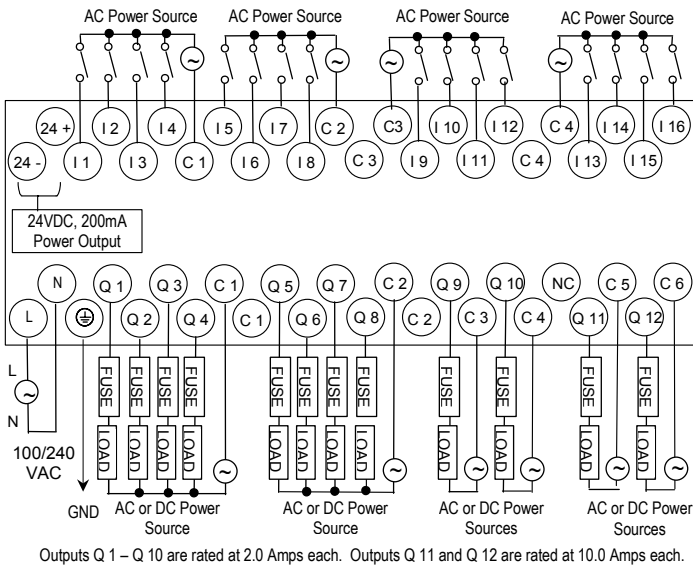 AC Power Source AC Power Source AC Power Source AC Power Source
~ ~ ~ ~
24 + I 2 I 4 I 5 I 7 C 2 C3 I 10 I 12 C 4 I 14 I 16
24 - I 1 I 3 C 1 I 6 I 8 C 3 I 9 I 11 C 4 I 13 I 15
24VDC, 200mA
Power Output
N Q 1 Q 3 C 1 Q 5 Q 7 C 2 Q 9 Q 10 NC C 5 C 6
L Q 2 Q 4 C 1 Q 6 Q 8 C 2 C 3 C 4 Q 11 Q 12
L
~
N
FUSE FUSE FUSE FUSE FUSE FUSE FUSE FUSE FUSE FUSE FUSE FUSE
LOAD LOAD LOAD LOAD LOAD LOAD LOAD LOAD LOAD LOAD LOAD LOAD
~ ~ ~ ~ ~ ~
100/240
VAC
GND
AC or DC Power
Source
AC or DC Power
Source
AC or DC Power
Sources
AC or DC Power
Sources
Outputs Q 1 – Q 10 are rated at 2.0 Amps each. Outputs Q 11 and Q 12 are rated at 10.0 Amps each.